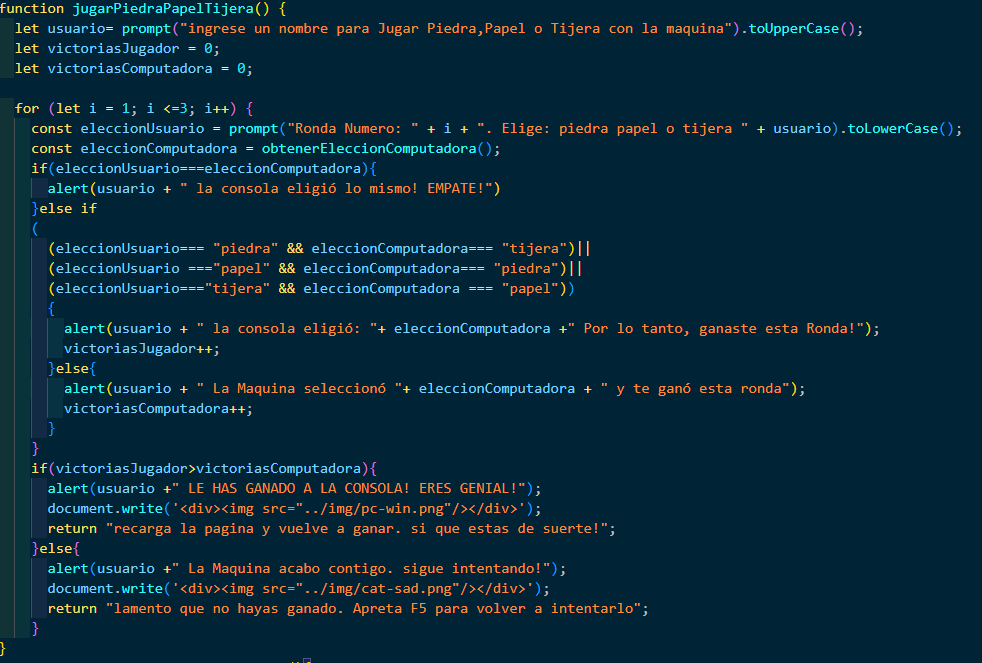 function jugarPiedraPapelTijera() {
let usuario= prompt("ingrese un nombre para Jugar Piedra,Papel o Tijera con la maquina").toUpperCase();
let victoriasJugador = 0;
let victoriasComputadora = 0;
for (let i = 1; i <=3; i++) {
const eleccionUsuario = prompt("Ronda Numero: " + i + ". Elige: piedra papel o tijera " + usuario).toLowerCase();
const eleccionComputadora = obtenerEleccionComputadora();
if(eleccionUsuario===eleccionComputadora){
alert(usuario + " la consola eligió lo mismo! EMPATE!")
}else if
(
(eleccionUsuario=== "piedra" && eleccionComputadora=== "tijera")||
(eleccionUsuario ==="papel" && eleccionComputadora=== "piedra")||
(eleccionUsuario==="tijera" && eleccionComputadora === "papel"))
{
alert(usuario + " la consola eligió: "+ eleccionComputadora +" Por lo tanto, ganaste esta Ronda!");
victoriasJugador++;
}else{
alert(usuario + " La Maquina seleccionó "+ eleccionComputadora + " y te ganó esta ronda");
victoriasComputadora++;
}
}
if(victoriasJugador>victoriasComputadora){
alert(usuario +" LE HAS GANADO A LA CONSOLA! ERES GENIAL!");
document.write('<div><img src="../img/pc-win.png"/></div>');
return "recarga la pagina y vuelve a ganar. si que estas de suerte!";
}else{
alert(usuario +" La Maquina acabo contigo. sigue intentando!");
document.write('<div><img src="../img/cat-sad.png"/></div>');
return "lamento que no hayas ganado. Apreta F5 para volver a intentarlo";
}
}